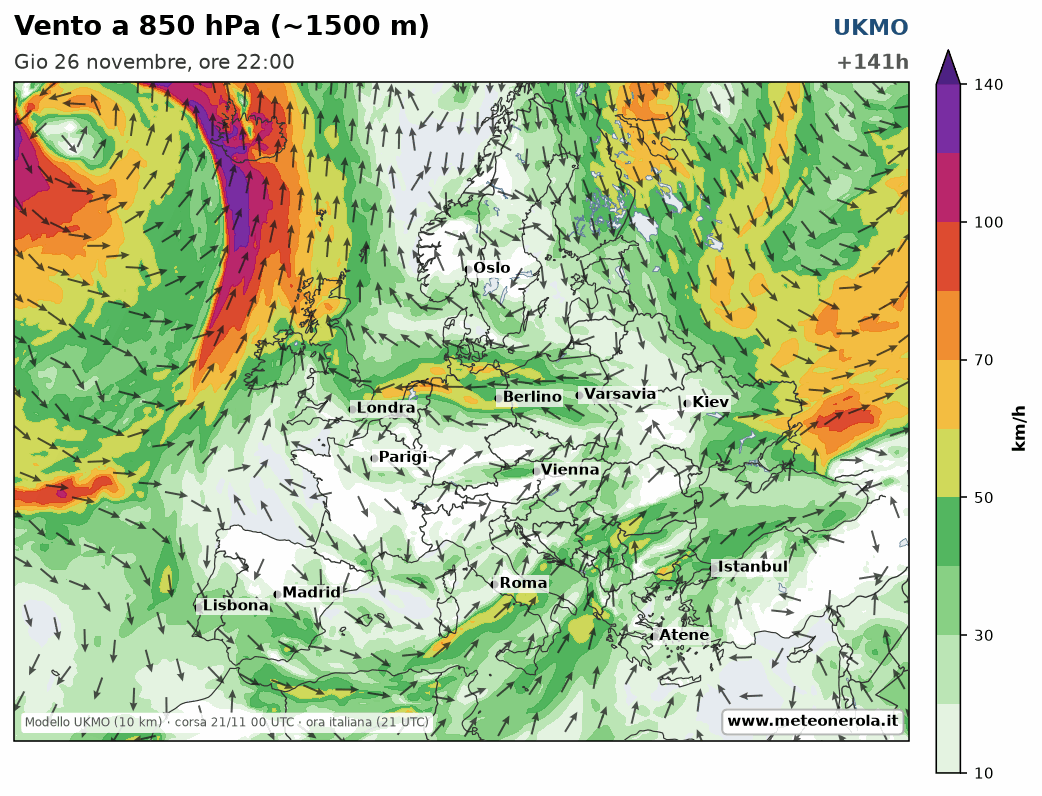 Vento a 850 hPa (~1500 m)
UKMO
Gio 26 novembre, ore 22:00
+141h
140
100
70
50
30
10
km/h
Oslo
Londra
Berlino
Varsavia
Kiev
Parigi
Vienna
Istanbul
Roma
Madrid
Lisbona
Atene
Modello UKMO (10 km) · corsa 21/11 00 UTC · ora italiana (21 UTC)
www.meteonerola.it